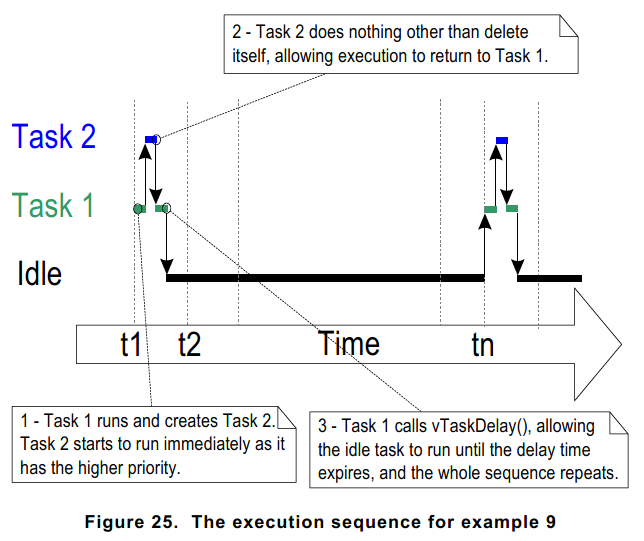 2 - Task 2 does nothing other than delete
itself, allowing execution to return to Task 1.
Task 2
Task 1
Idle
t1 t2 Time tn
1 - Task 1 runs and creates Task 2.
Task 2 starts to run immediately as it
has the higher priority.
3 - Task 1 calls vTaskDelay(), allowing
the idle task to run until the delay time
expires, and the whole sequence repeats.
Figure 25. The execution sequence for example 9